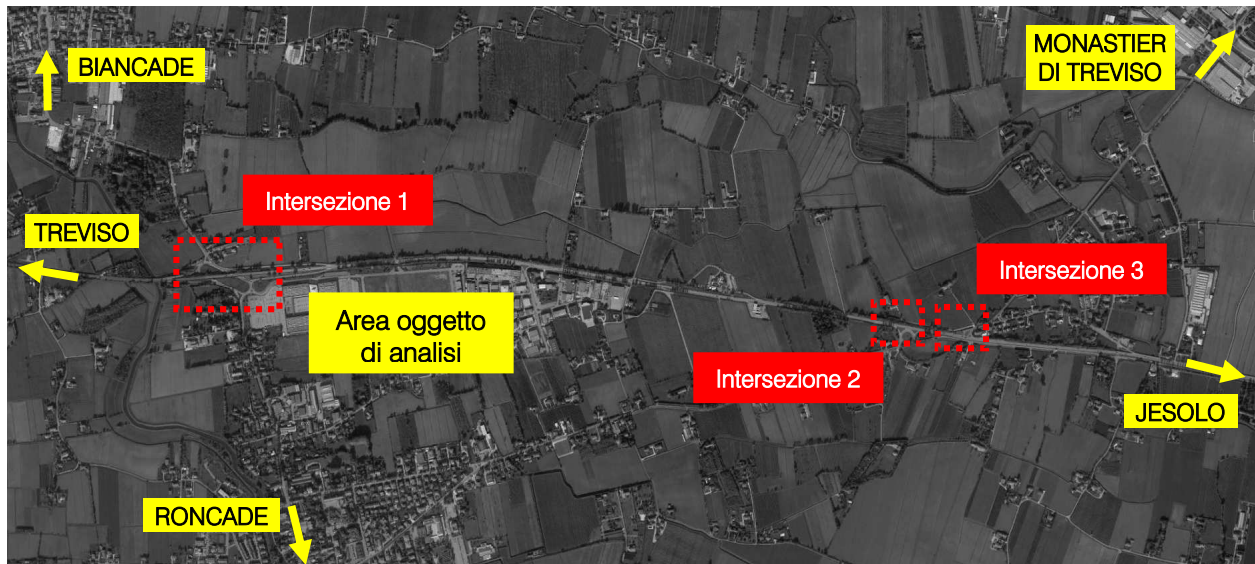 BIANCADE
MONASTIER
DI TREVISO
Intersezione 1
TREVISO
Intersezione 3
Area oggetto
di analisi
Intersezione 2
JESOLO
RONCADE